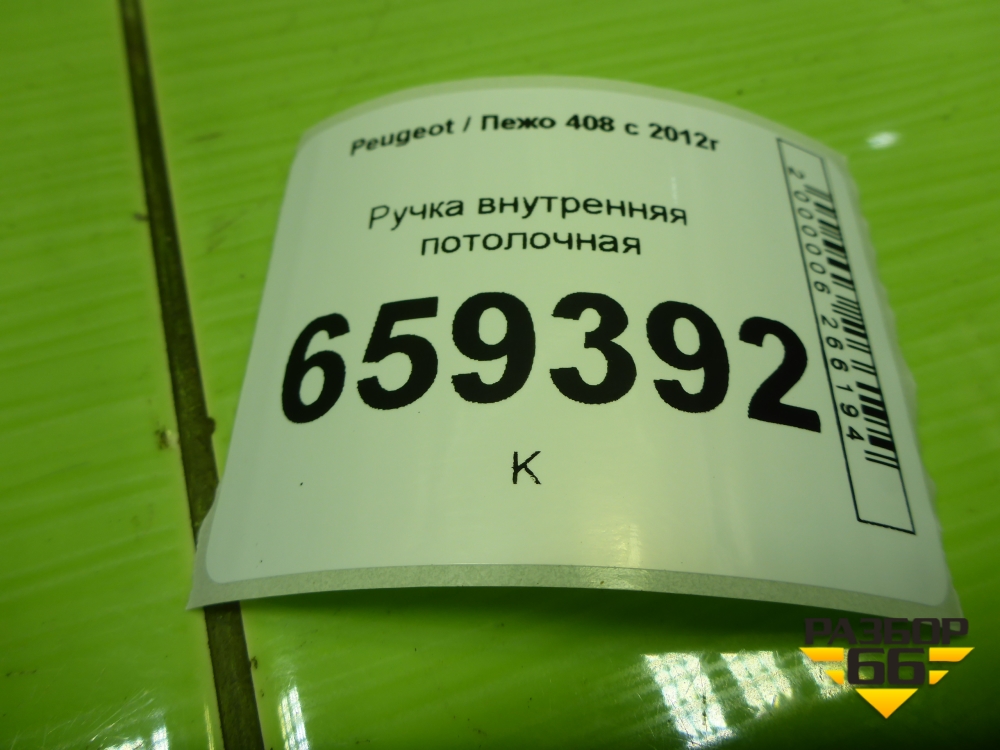 Peugeot / Пежо 408 с 2012г
Ручка внутренняя
потолочная
659392
К
2000006266194
РАЗБОР
66